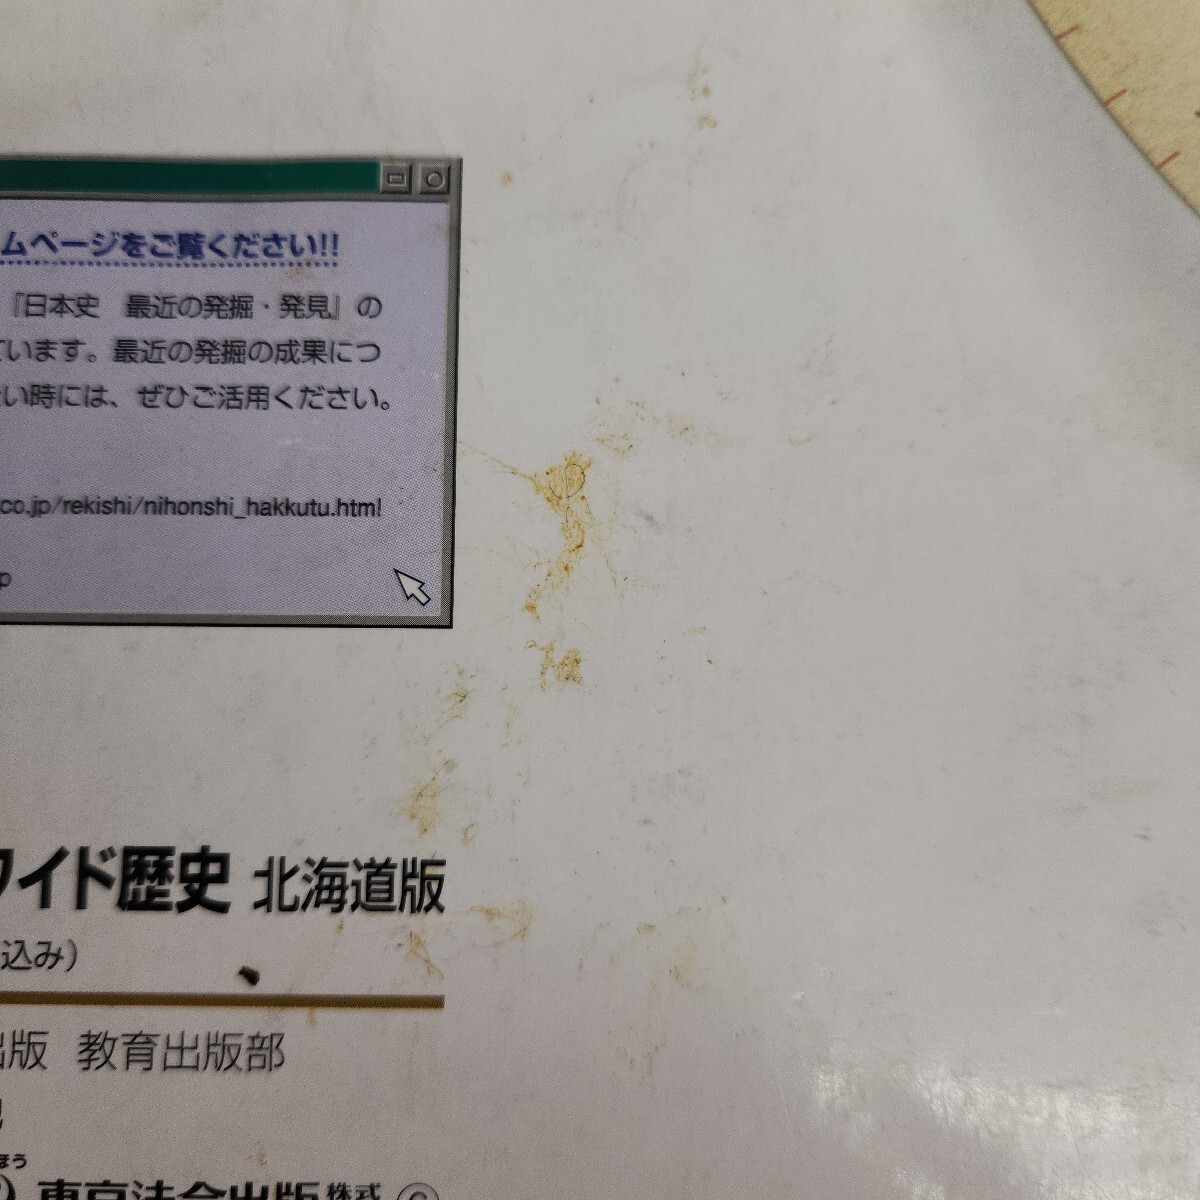 ムページをご覧ください!!
『日本史　最近の発掘・発見』の
ています。最近の発掘の成果につ
い時には、ぜひご活用ください。
co.jp/rekishi/nihonshi_hakkutu.html
p
ワイド歴史 北海道版
込み）
出版 教育出版部
ほう
東京法令出版 株式